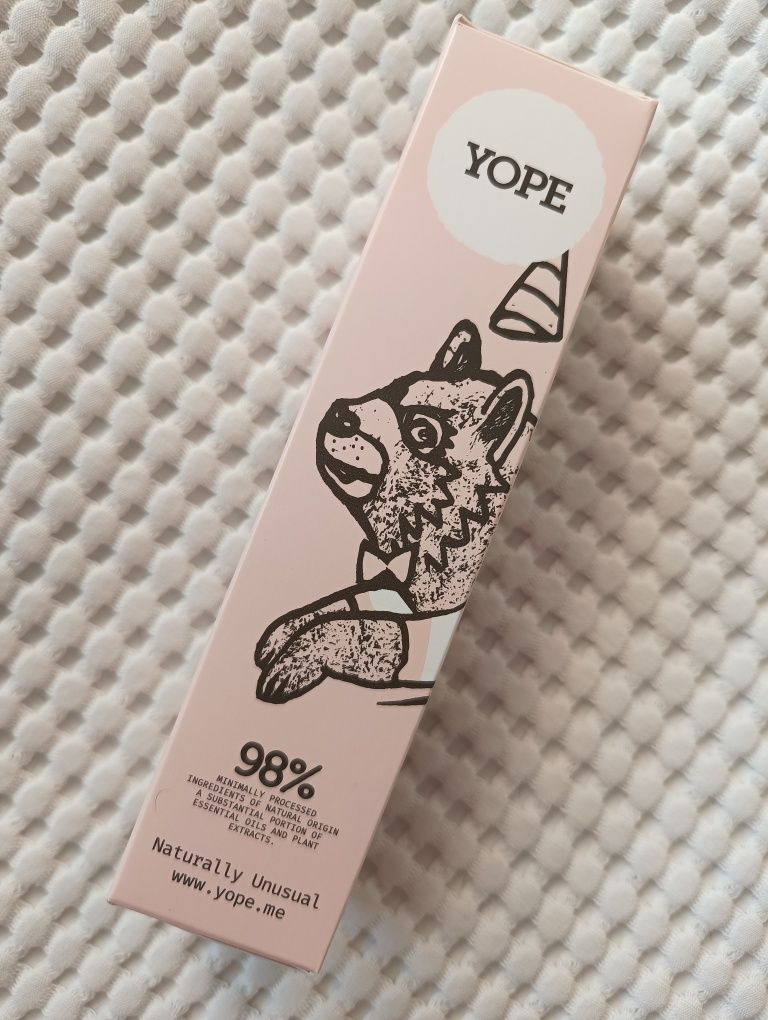 YOPE
98%
MINIMALLY PROCESSED
INGREDIENTS OF NATURAL ORIGIN
A SUBSTANTIAL PORTION OF
ESSENTIAL OILS AND PLANT
EXTRACTS.
Naturally Unusual
www.yope.me